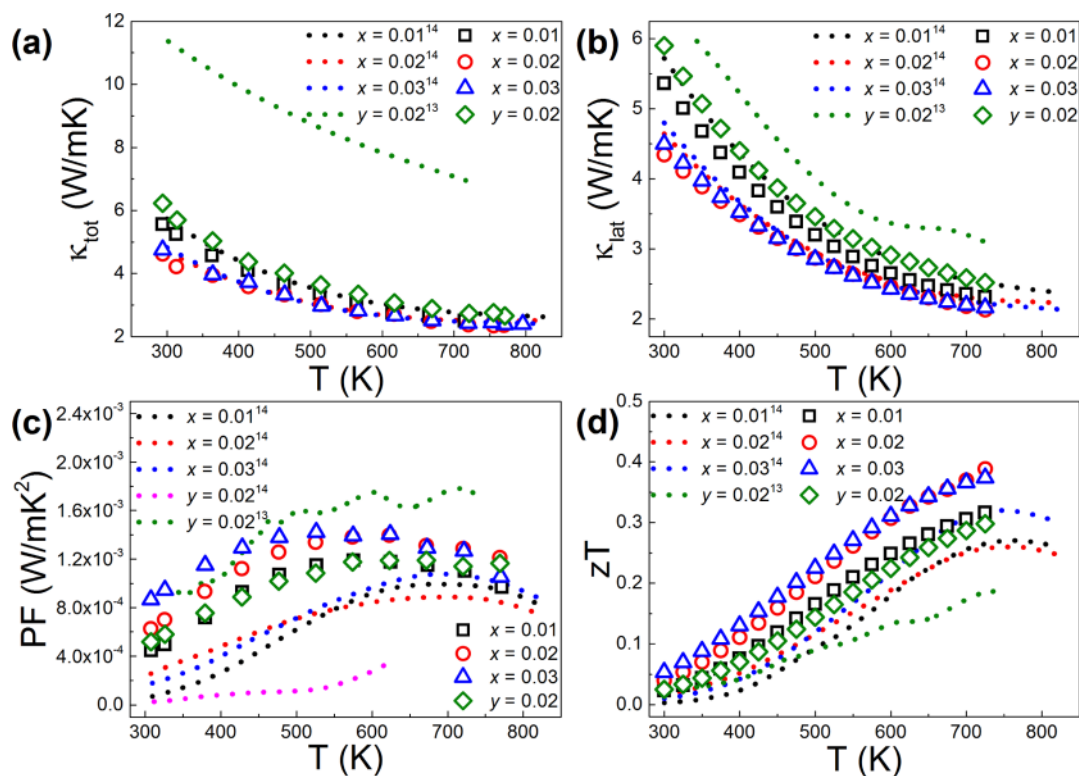 (a)
12
10
8
6
4
2
κtot (W/mK)
x = 0.01¹⁴ x = 0.01
x = 0.02¹⁴ x = 0.02
x = 0.03¹⁴ x = 0.03
y = 0.02¹³ y = 0.02
300 400 500 600 700 800
T (K)
(b)
6
5
4
3
2
κlat (W/mK)
x = 0.01¹⁴ x = 0.01
x = 0.02¹⁴ x = 0.02
x = 0.03¹⁴ x = 0.03
y = 0.02¹³ y = 0.02
300 400 500 600 700 800
T (K)
(c)
2.4x10⁻³
1.8x10⁻³
1.2x10⁻³
8.0x10⁻⁴
4.0x10⁻⁴
0.0
PF (W/mK²)
x = 0.01¹⁴
x = 0.02¹⁴
x = 0.03¹⁴
y = 0.02¹⁴
y = 0.02¹³
x = 0.01
x = 0.02
x = 0.03
y = 0.02
300 400 500 600 700 800
T (K)
(d)
0.5
0.4
0.3
0.2
0.1
0.0
zT
x = 0.01¹⁴ x = 0.01
x = 0.02¹⁴ x = 0.02
x = 0.03¹⁴ x = 0.03
y = 0.02¹³ y = 0.02
300 400 500 600 700 800
T (K)